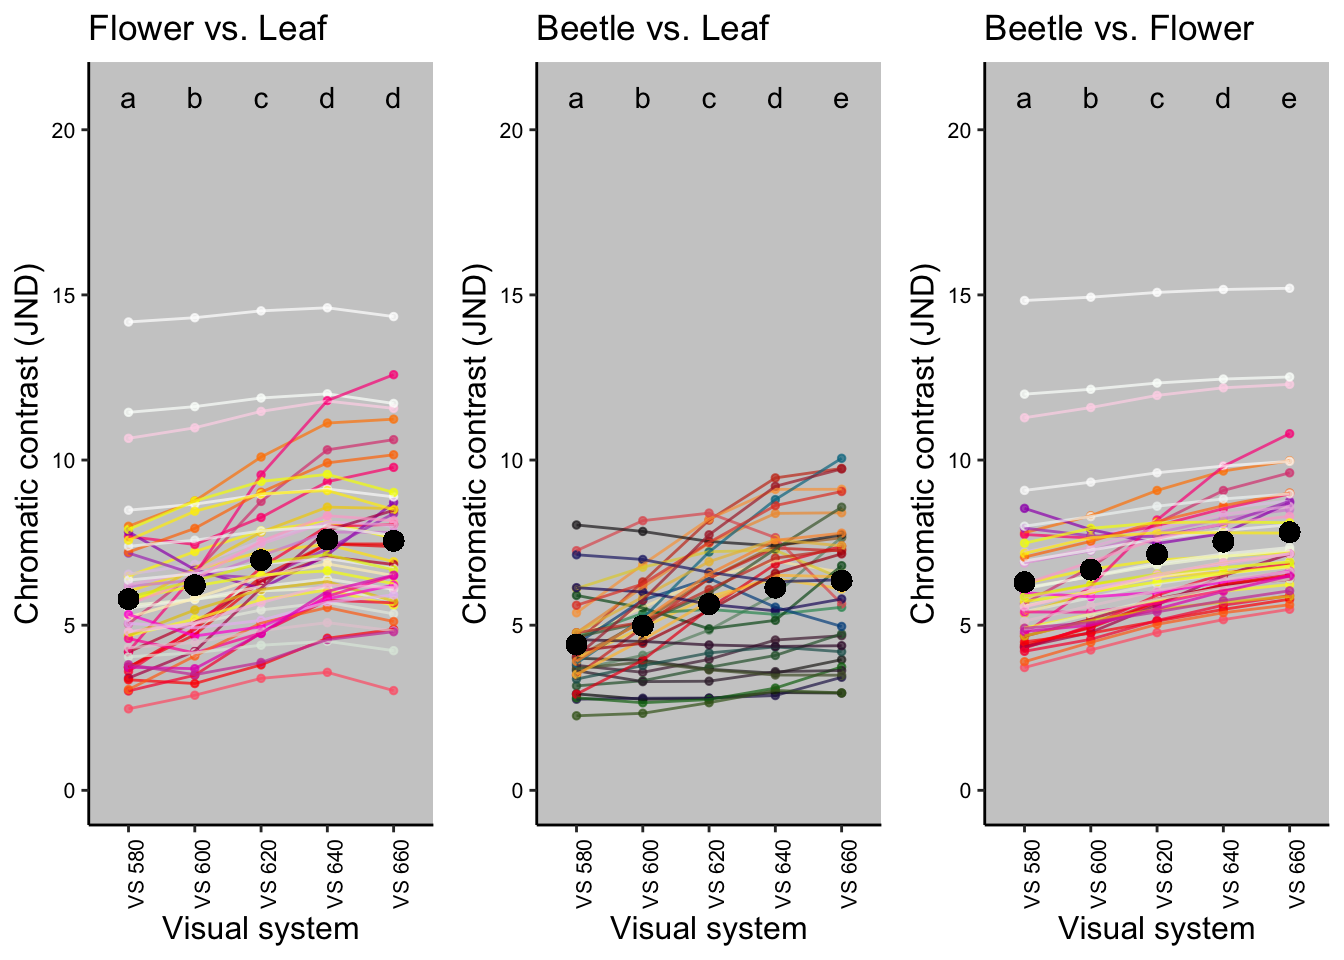 Flower vs. Leaf
Beetle vs. Leaf
Beetle vs. Flower
Chromatic contrast (JND)
20
15
10
5
0
a b c d d
VS 580
VS 600
VS 620
VS 640
VS 660
Visual system
Chromatic contrast (JND)
20
15
10
5
0
a b c d e
VS 580
VS 600
VS 620
VS 640
VS 660
Visual system
Chromatic contrast (JND)
20
15
10
5
0
a b c d e
VS 580
VS 600
VS 620
VS 640
VS 660
Visual system